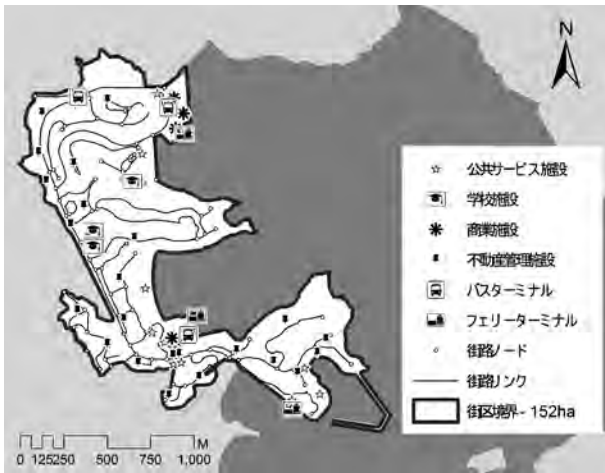 N
公共サービス施設
学校施設
商業施設
不動産管理施設
バスターミナル
フェリーターミナル
街路ノード
街路リンク
街区境界 - 152ha
M
0 125250 500 750 1,000